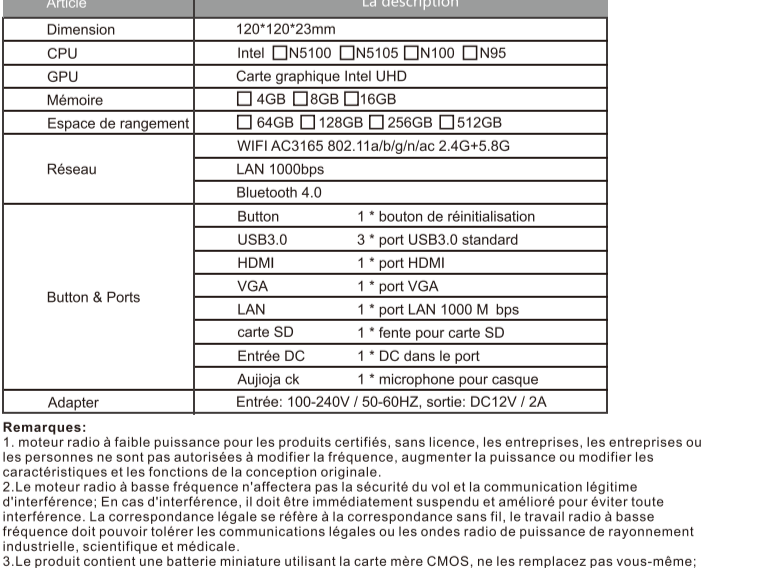 Article La description
Dimension 120*120*23mm
CPU Intel □N5100 □N5105 □N100 □N95
GPU Carte graphique Intel UHD
Mémoire □ 4GB □8GB □16GB
Espace de rangement □ 64GB □128GB □ 256GB □512GB
WIFI AC3165 802.11a/b/g/n/ac 2.4G+5.8G
Réseau LAN 1000bps
Bluetooth 4.0
Button 1 * bouton de réinitialisation
USB3.0 3 * port USB3.0 standard
HDMI 1 * port HDMI
VGA 1 * port VGA
Button & Ports
LAN 1 * port LAN 1000 M bps
carte SD 1 * fente pour carte SD
Entrée DC 1 * DC dans le port
Aujioja ck 1 * microphone pour casque
Adapter Entrée: 100-240V / 50-60HZ, sortie: DC12V / 2A
Remarques:
1. moteur radio à faible puissance pour les produits certifiés, sans licence, les entreprises, les entreprises ou
les personnes ne sont pas autorisées à modifier la fréquence, augmenter la puissance ou modifier les
caractéristiques et les fonctions de la conception originale.
2.Le moteur radio à basse fréquence n'affectera pas la sécurité du vol et la communication légitime
d'interférence; En cas d'interférence, il doit être immédiatement suspendu et amélioré pour éviter toute
interférence. La correspondance légale se réfère à la correspondance sans fil, le travail radio à basse
fréquence doit pouvoir tolérer les communications légales ou les ondes radio de puissance de rayonnement
industrielle, scientifique et médicale.
3.Le produit contient une batterie miniature utilisant la carte mère CMOS, ne les remplacez pas vous-même;